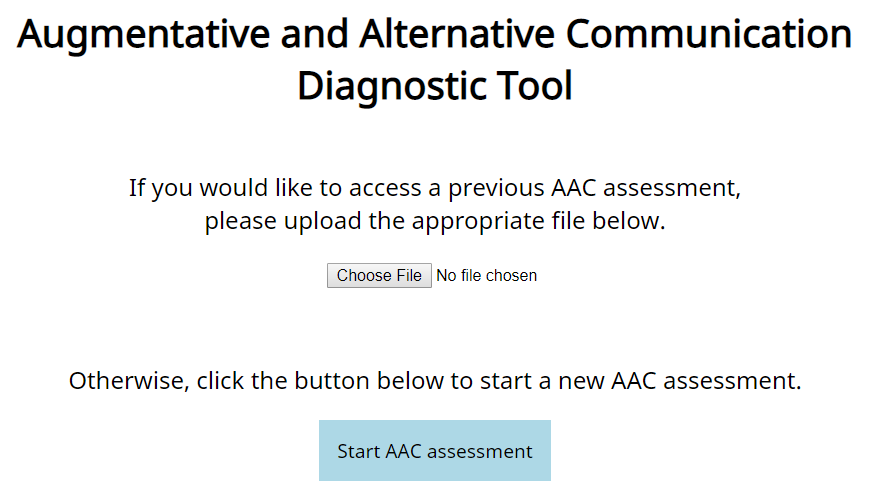 Augmentative and Alternative Communication
Diagnostic Tool
If you would like to access a previous AAC assessment,
please upload the appropriate file below.
Choose File No file chosen
Otherwise, click the button below to start a new AAC assessment.
Start AAC assessment